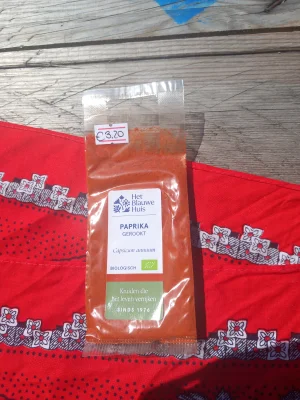 €3,20
Het
Blauwe
Huis
PAPRIKA
GEROOKT
Capsicum annuum
BIOLOGISCH
Kruiden die
het leven verrijken
SINDS 1974